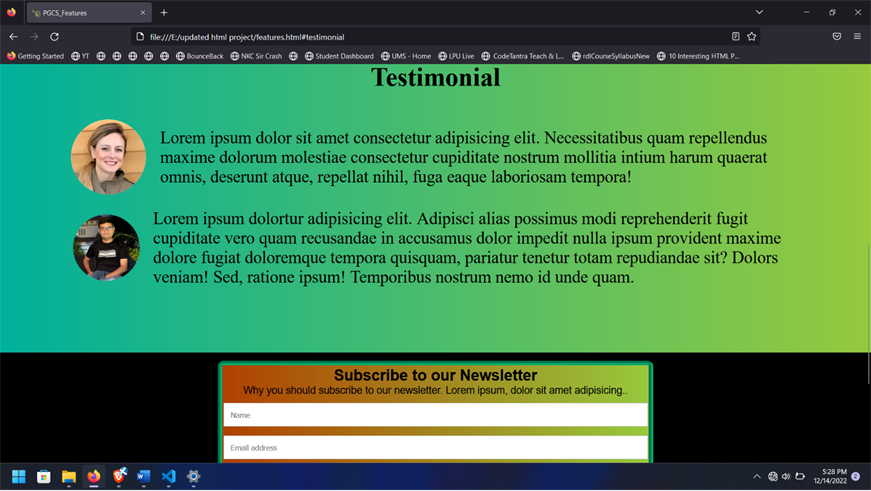 PGCS_Features
file:///E:/updated html project/features.html#testimonial
Getting Started YT BounceBack NKC Sir Crash Student Dashboard UMS - Home LPU Live CodeTantra Teach & L... rdlCourseSyllabusNew 10 Interesting HTML P...
Testimonial
Lorem ipsum dolor sit amet consectetur adipisicing elit. Necessitatibus quam repellendus
maxime dolorum molestiae consectetur cupiditate nostrum mollitia intium harum quaerat
omnis, deserunt atque, repellat nihil, fuga eaque laboriosam tempora!
Lorem ipsum dolortur adipisicing elit. Adipisci alias possimus modi reprehenderit fugit
cupiditate vero quam recusandae in accusamus dolor impedit nulla ipsum provident maxime
dolore fugiat doloremque tempora quisquam, pariatur tenetur totam repudiandae sit? Dolors
veniam! Sed, ratione ipsum! Temporibus nostrum nemo id unde quam.
Subscribe to our Newsletter
Why you should subscribe to our newsletter. Lorem ipsum, dolor sit amet adipisicing..
Name
Email address
5:28 PM
12/14/2022
2